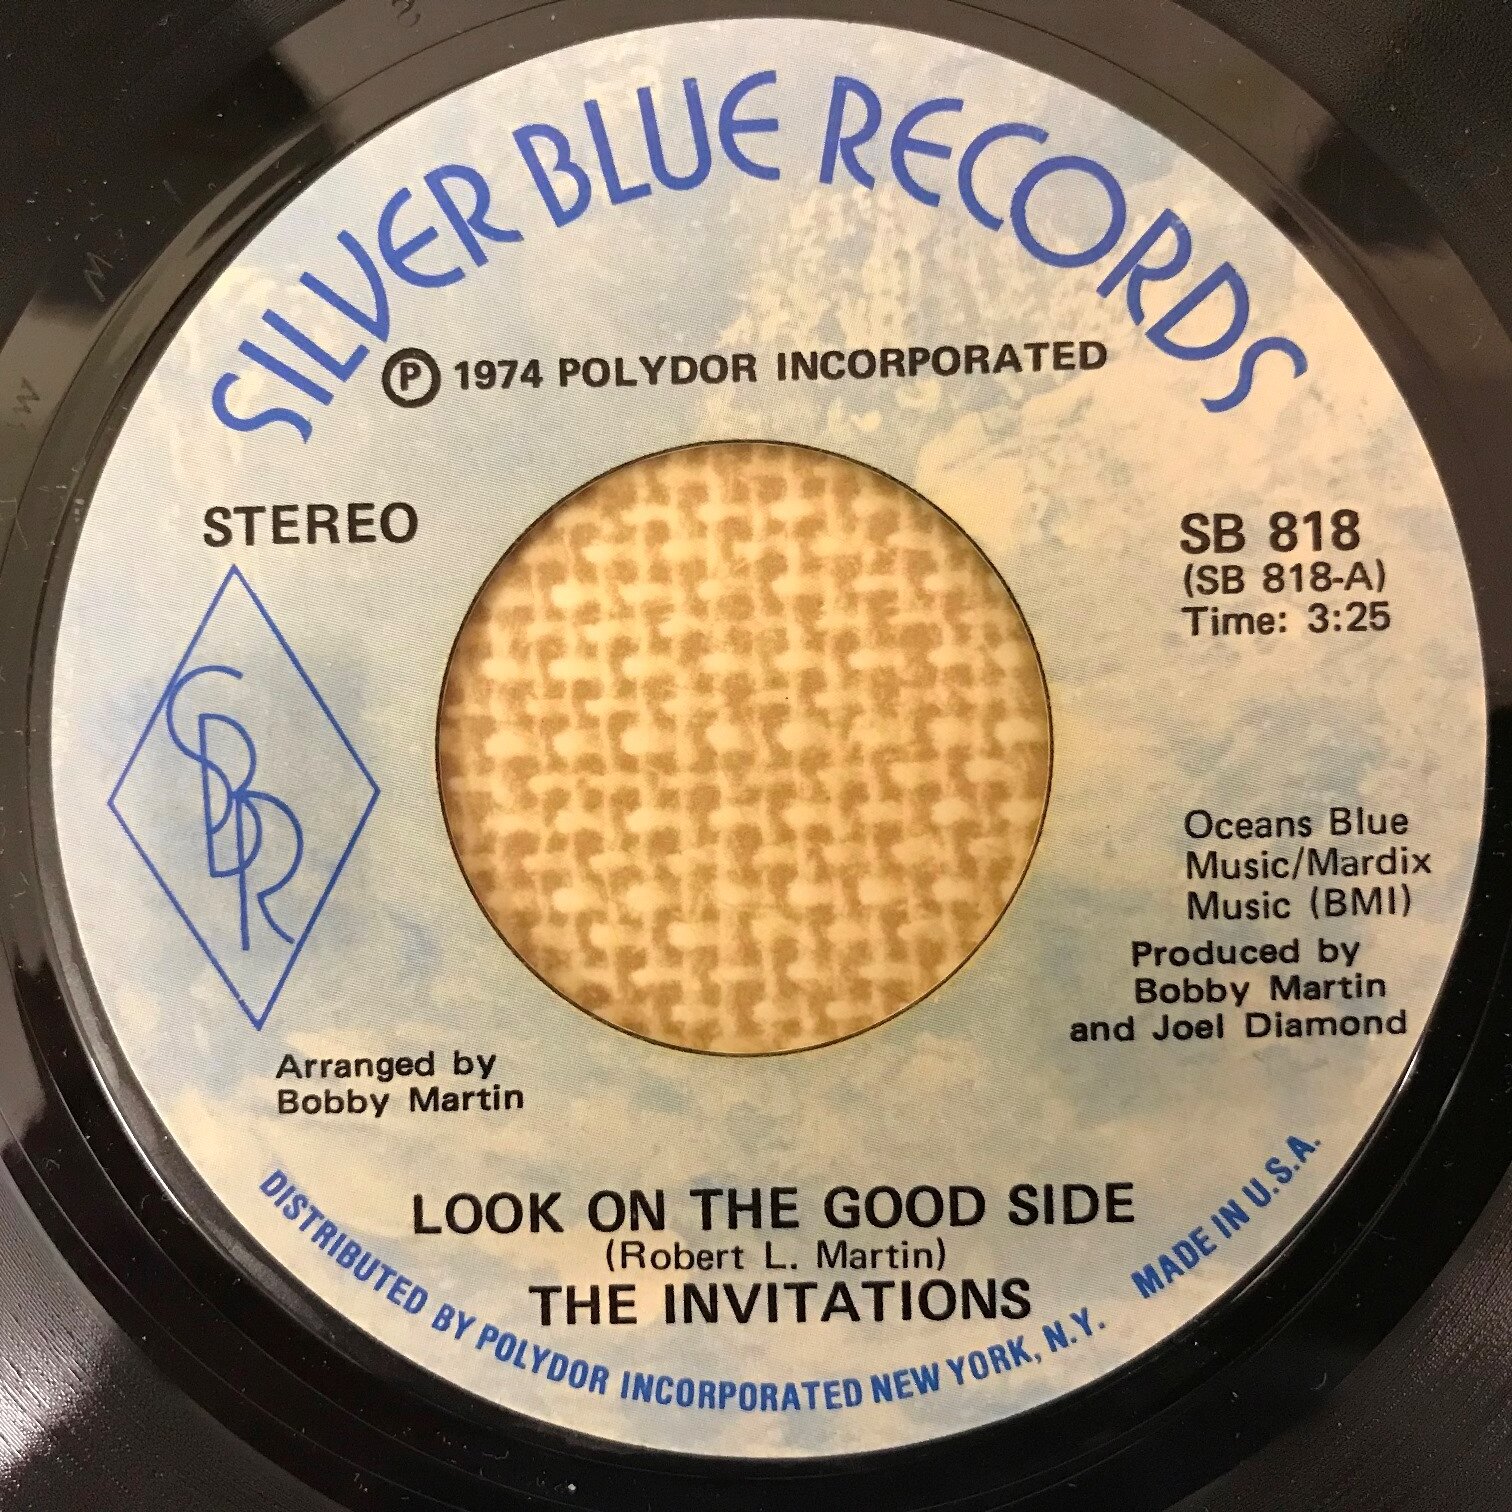 SILVER BLUE RECORDS
Ⓟ 1974 POLYDOR INCORPORATED
STEREO
SB 818
(SB 818-A)
Time: 3:25
SBR
Oceans Blue
Music/Mardix
Music (BMI)
Produced by
Bobby Martin
and Joel Diamond
Arranged by
Bobby Martin
LOOK ON THE GOOD SIDE
(Robert L. Martin)
THE INVITATIONS
DISTRIBUTED BY POLYDOR INCORPORATED NEW YORK, N.Y. MADE IN U.S.A.